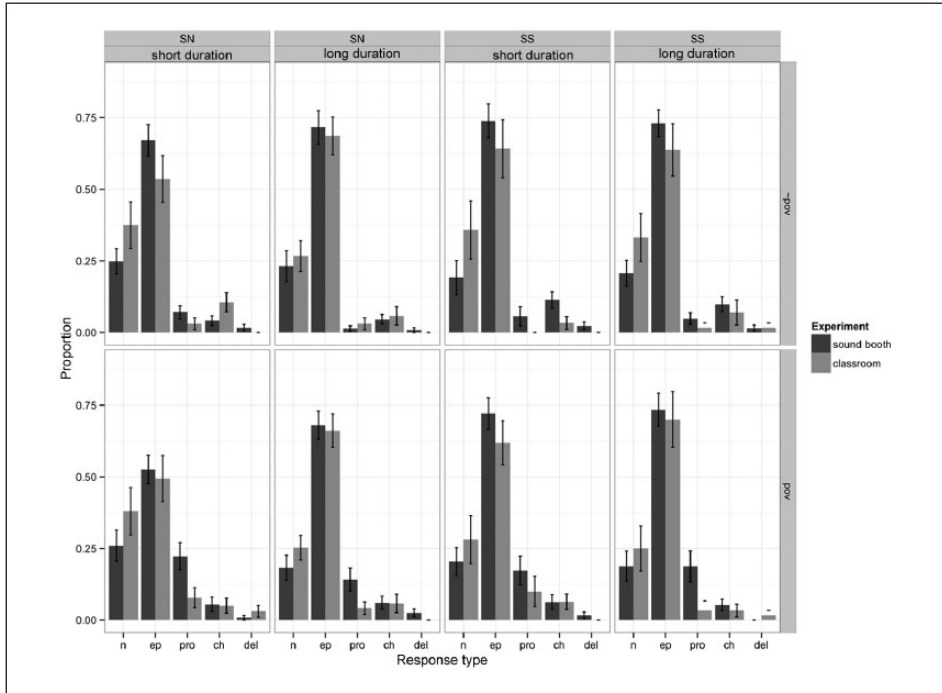 SN SN SS SS
short duration long duration short duration long duration
0.75
0.50
0.25
0.00
~pov
Proportion
Experiment
sound booth
classroom
0.75
0.50
0.25
0.00
pov
n ep pro ch del n ep pro ch del n ep pro ch del n ep pro ch del
Response type